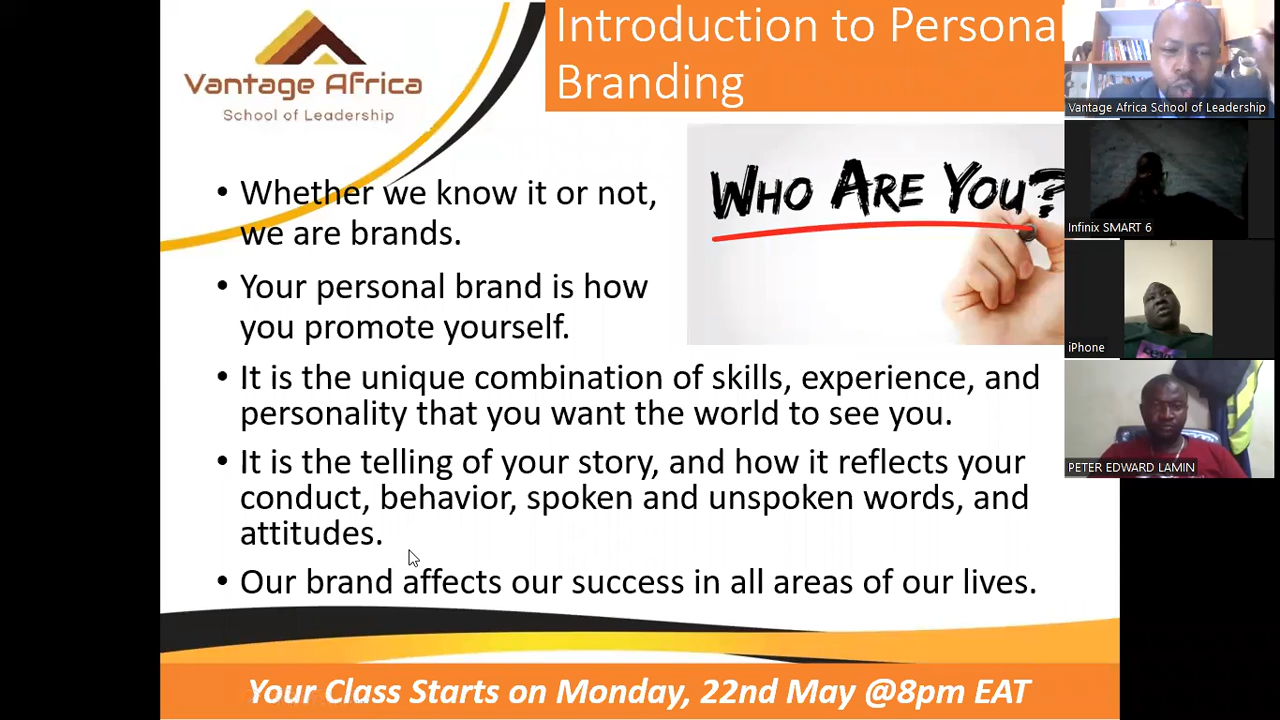 Vantage Africa
School of Leadership
Introduction to Personal
Branding
WHO ARE YOU?
• Whether we know it or not,
we are brands.
• Your personal brand is how
you promote yourself.
• It is the unique combination of skills, experience, and
personality that you want the world to see you.
• It is the telling of your story, and how it reflects your
conduct, behavior, spoken and unspoken words, and
attitudes.
• Our brand affects our success in all areas of our lives.
Your Class Starts on Monday, 22nd May @8pm EAT
Vantage Africa School of Leadership
Infinix SMART 6
iPhone
PETER EDWARD LAMIN